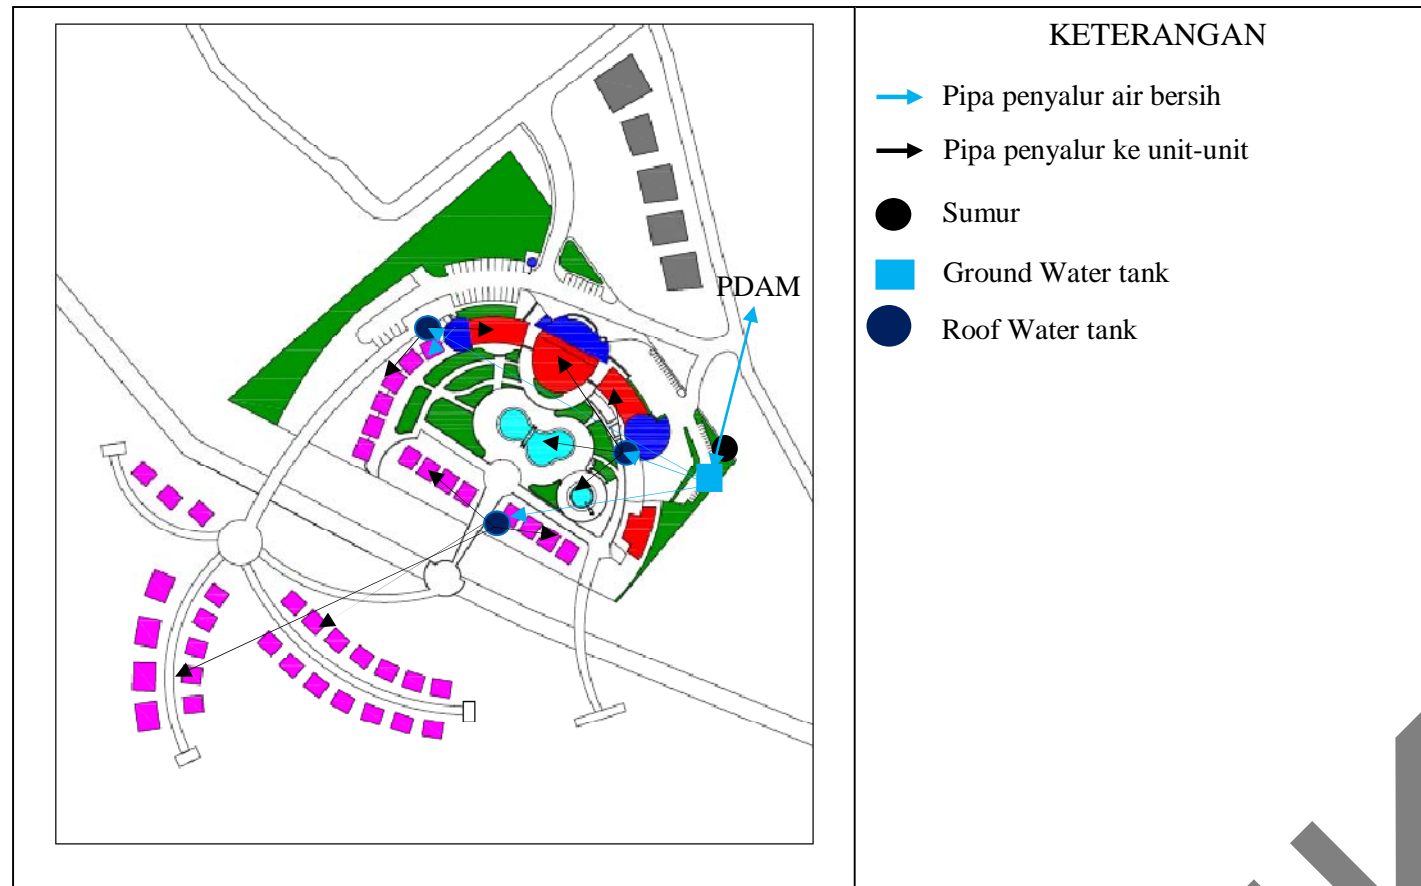 KETERANGAN
Pipa penyalur air bersih
Pipa penyalur ke unit-unit
Sumur
Ground Water tank
Roof Water tank
PDAM